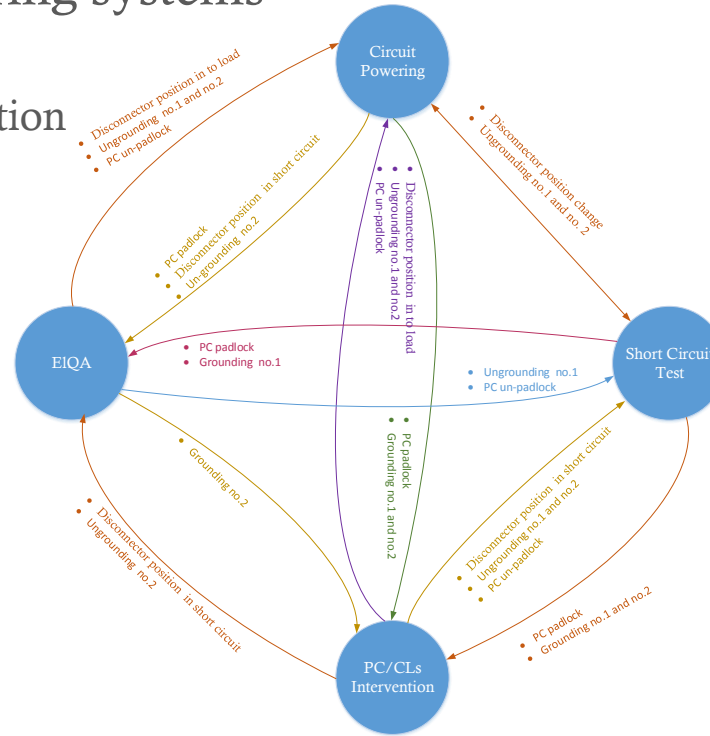 ring systems
tion
Circuit
Powering
• Disconnector position in to load
• Ungrounding no.1 and no.2
• PC un-padlock
• PC padlock
• Disconnector position in short circuit
• Un-grounding no.2
• Disconnector position in to load
• Ungrounding no.1 and no.2
• PC un-padlock
• Disconnector position change
• Ungrounding no.1 and no. 2
EIQA
• PC padlock
• Grounding no.1
• Ungrounding no.1
• PC un-padlock
Short Circuit
Test
• Grounding no.2
• PC padlock
• Grounding no.1 and no.2
• Disconnector position in short circuit
• Ungrounding no.1 and no.2
• PC un-padlock
• Disconnector position in short circuit
• Ungrounding no.2
• PC padlock
• Grounding no.1 and no.2
PC/CLs
Intervention